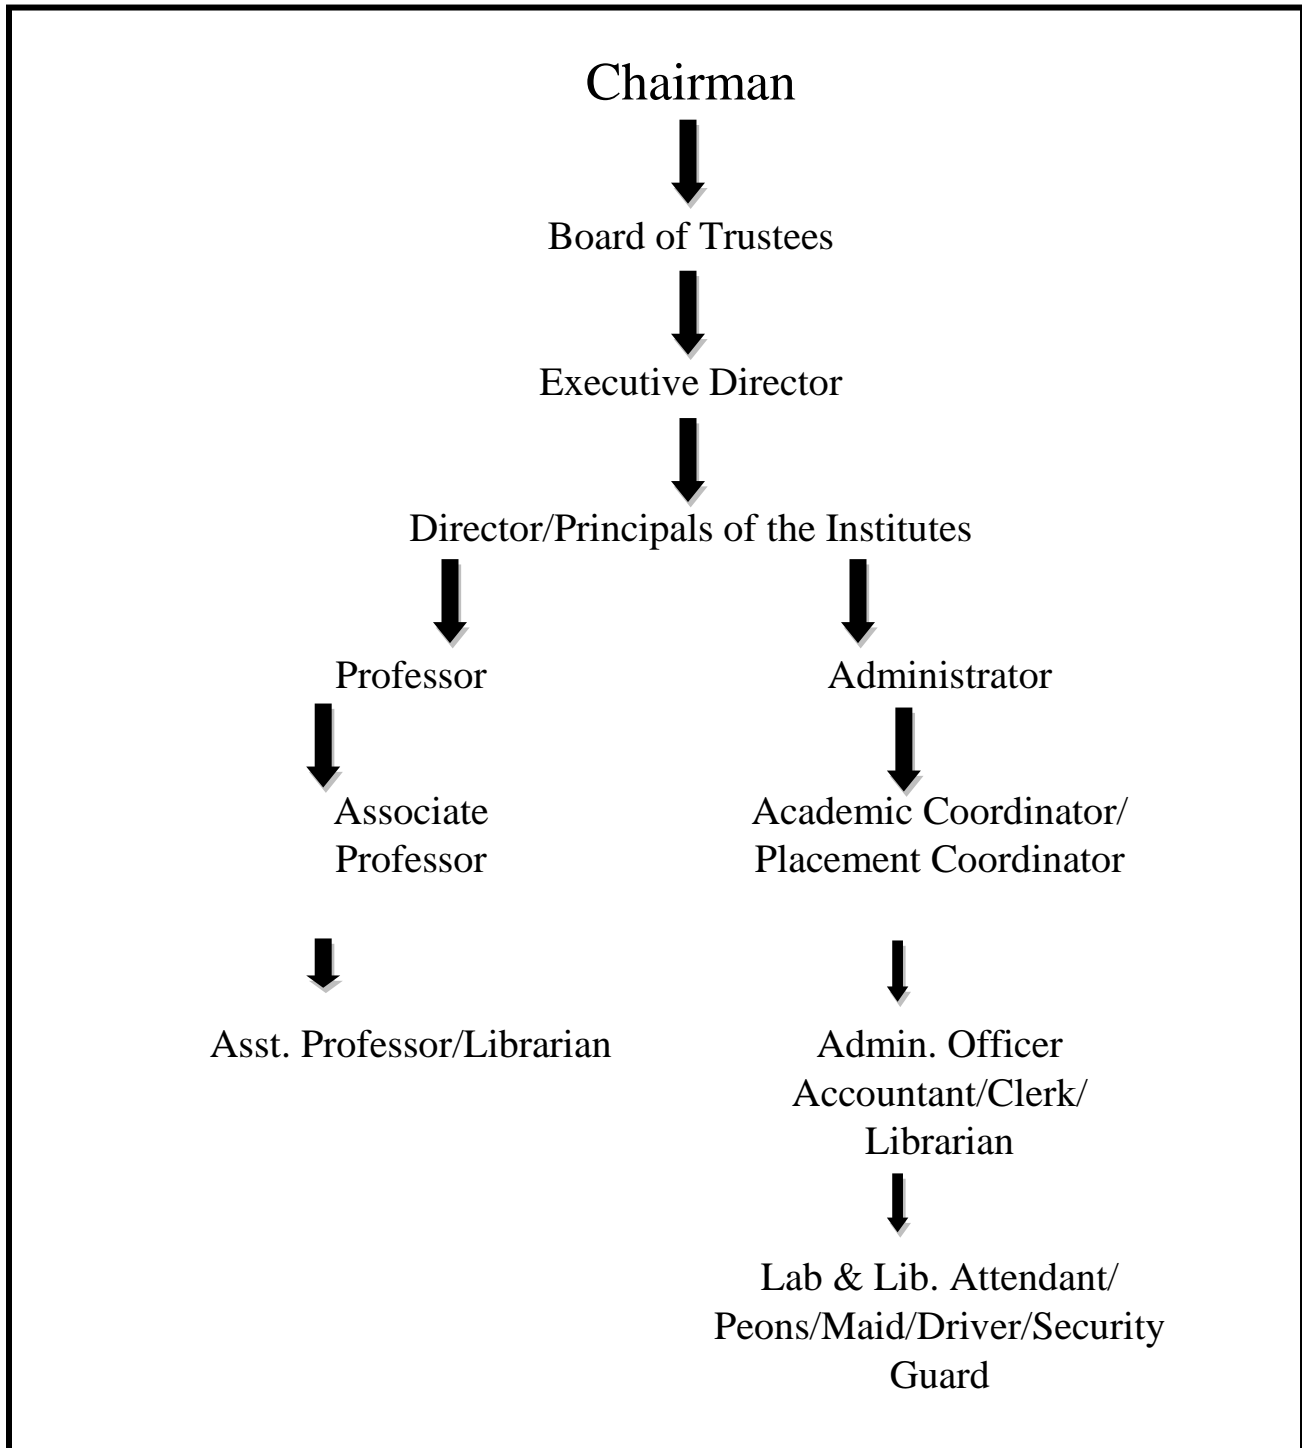 Chairman
Board of Trustees
Executive Director
Director/Principals of the Institutes
Professor
Administrator
Associate
Professor
Academic Coordinator/
Placement Coordinator
Asst. Professor/Librarian
Admin. Officer
Accountant/Clerk/
Librarian
Lab & Lib. Attendant/
Peons/Maid/Driver/Security
Guard